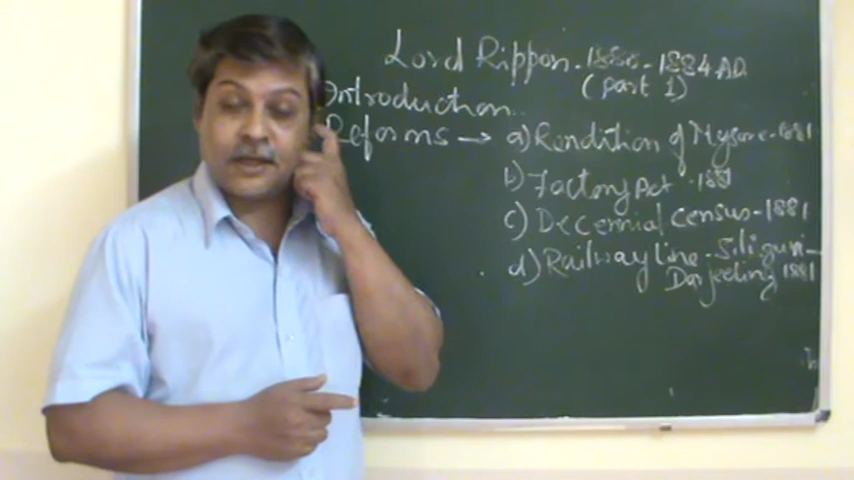 Lord Rippon - 1880 - 1884 AD
(Part 1)
Introduction
Reforms → a) Rendition of Mysore - 1881
b) Factory Act - 1881
c) Decennial census - 1881
d) Railway line - Siliguri -
Darjeeling 1881